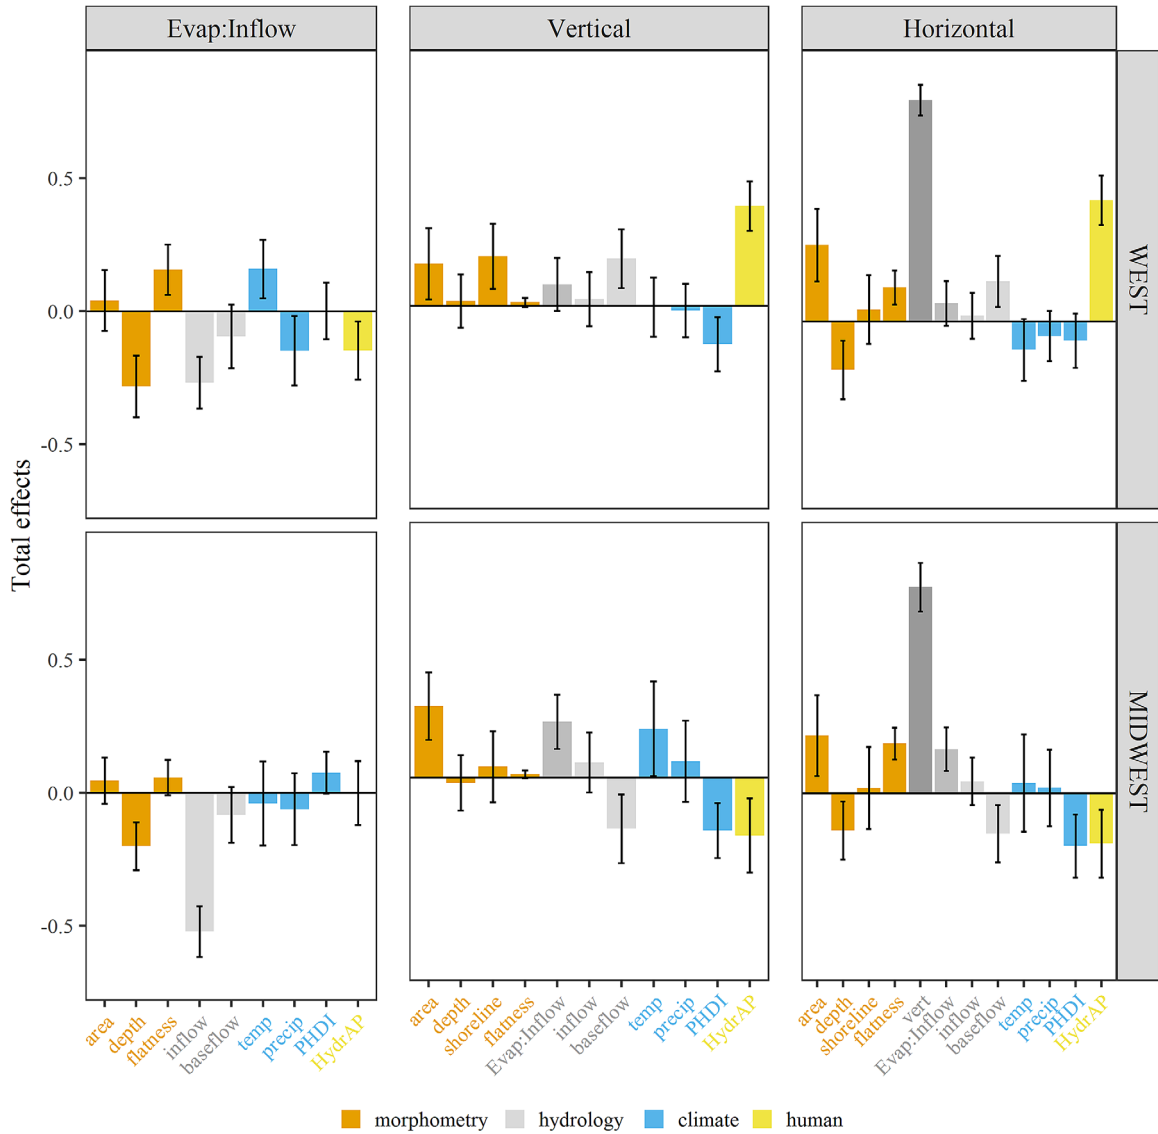 Evap:Inflow Vertical Horizontal
Total effects
0.5
0.0
-0.5
WEST
0.5
0.0
-0.5
MIDWEST
area depth flatness inflow baseflow temp precip PHDI HydrAP
area depth shoreline flatness Evap:Inflow inflow baseflow temp precip PHDI HydrAP
area depth shoreline flatness vert Evap:Inflow inflow baseflow temp precip PHDI HydrAP
morphometry hydrology climate human